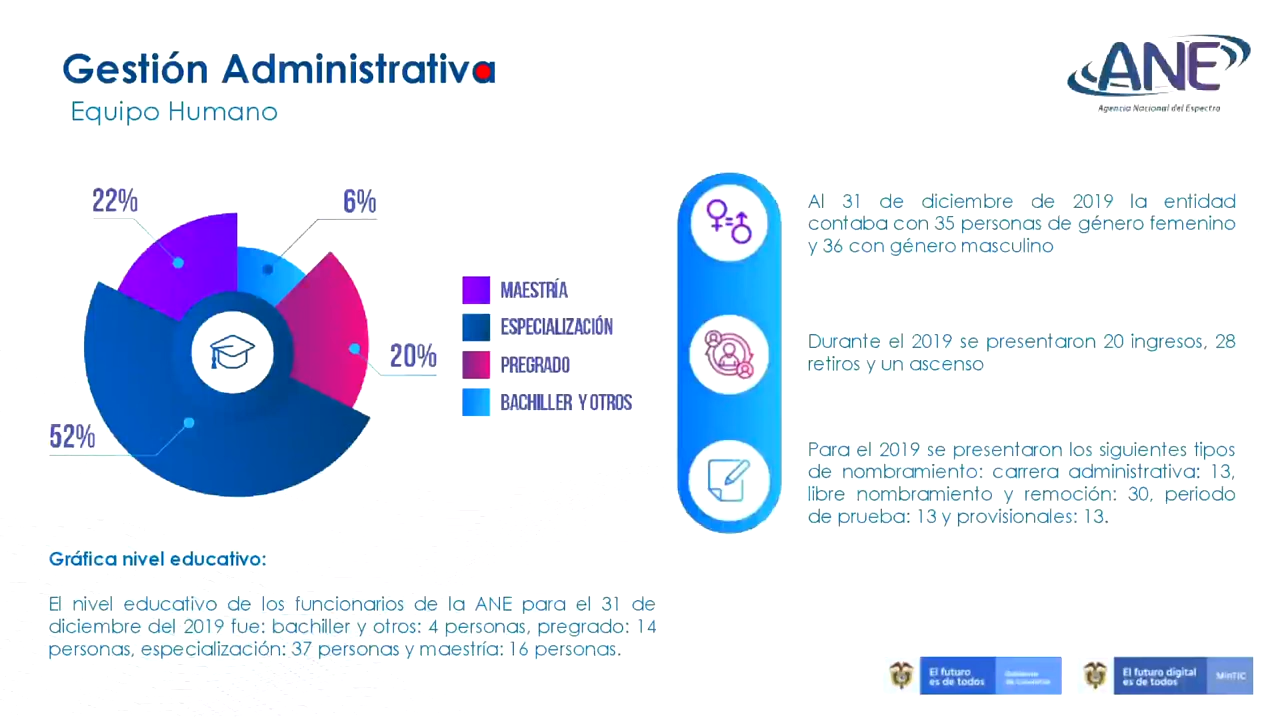 Gestión Administrativa
Equipo Humano
ANE
Agencia Nacional del Espectro
22%
6%
20%
52%
MAESTRÍA
ESPECIALIZACIÓN
PREGRADO
BACHILLER Y OTROS
Al 31 de diciembre de 2019 la entidad
contaba con 35 personas de género femenino
y 36 con género masculino
Durante el 2019 se presentaron 20 ingresos, 28
retiros y un ascenso
Para el 2019 se presentaron los siguientes tipos
de nombramiento: carrera administrativa: 13,
libre nombramiento y remoción: 30, periodo
de prueba: 13 y provisionales: 13.
Gráfica nivel educativo:
El nivel educativo de los funcionarios de la ANE para el 31 de
diciembre del 2019 fue: bachiller y otros: 4 personas, pregrado: 14
personas, especialización: 37 personas y maestría: 16 personas.
El futuro
es de todos
El futuro digital
es de todos
MinTIC